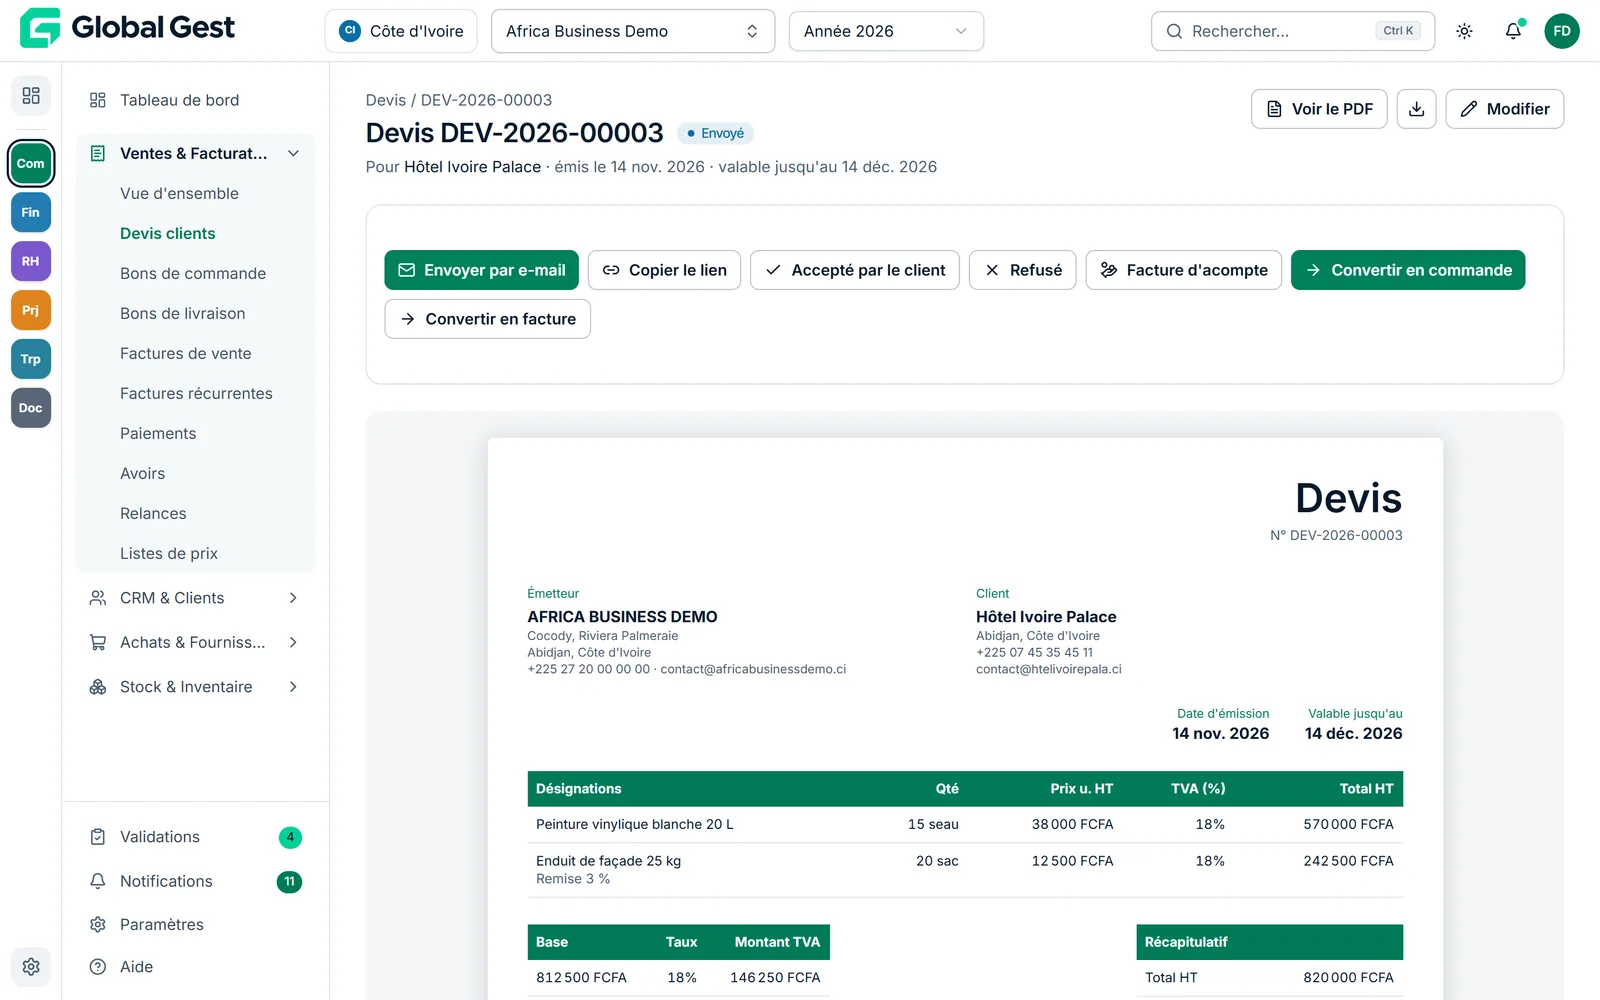 Global Gest
CI Côte d'Ivoire
Africa Business Demo
Année 2026
Rechercher...
Ctrl K
FD
Com
Fin
RH
Prj
Trp
Doc
Tableau de bord
Ventes & Facturat...
Vue d'ensemble
Devis clients
Bons de commande
Bons de livraison
Factures de vente
Factures récurrentes
Paiements
Avoirs
Relances
Listes de prix
CRM & Clients
Achats & Fourniss...
Stock & Inventaire
Validations 4
Notifications 11
Paramètres
Aide
Devis / DEV-2026-00003
Devis DEV-2026-00003 Envoyé
Pour Hôtel Ivoire Palace · émis le 14 nov. 2026 · valable jusqu'au 14 déc. 2026
Voir le PDF
Modifier
Envoyer par e-mail
Copier le lien
Accepté par le client
Refusé
Facture d'acompte
Convertir en commande
Convertir en facture
Devis
N° DEV-2026-00003
Émetteur
AFRICA BUSINESS DEMO
Cocody, Riviera Palmeraie
Abidjan, Côte d'Ivoire
+225 27 20 00 00 00 · contact@africabusinessdemo.ci
Client
Hôtel Ivoire Palace
Abidjan, Côte d'Ivoire
+225 07 45 35 45 11
contact@htelivoirepala.ci
Date d'émission
14 nov. 2026
Valable jusqu'au
14 déc. 2026
Désignations Qté Prix u. HT TVA (%) Total HT
Peinture vinylique blanche 20 L 15 seau 38 000 FCFA 18% 570 000 FCFA
Enduit de façade 25 kg 20 sac 12 500 FCFA 18% 242 500 FCFA
Remise 3 %
Base Taux Montant TVA
812 500 FCFA 18% 146 250 FCFA
Récapitulatif
Total HT 820 000 FCFA